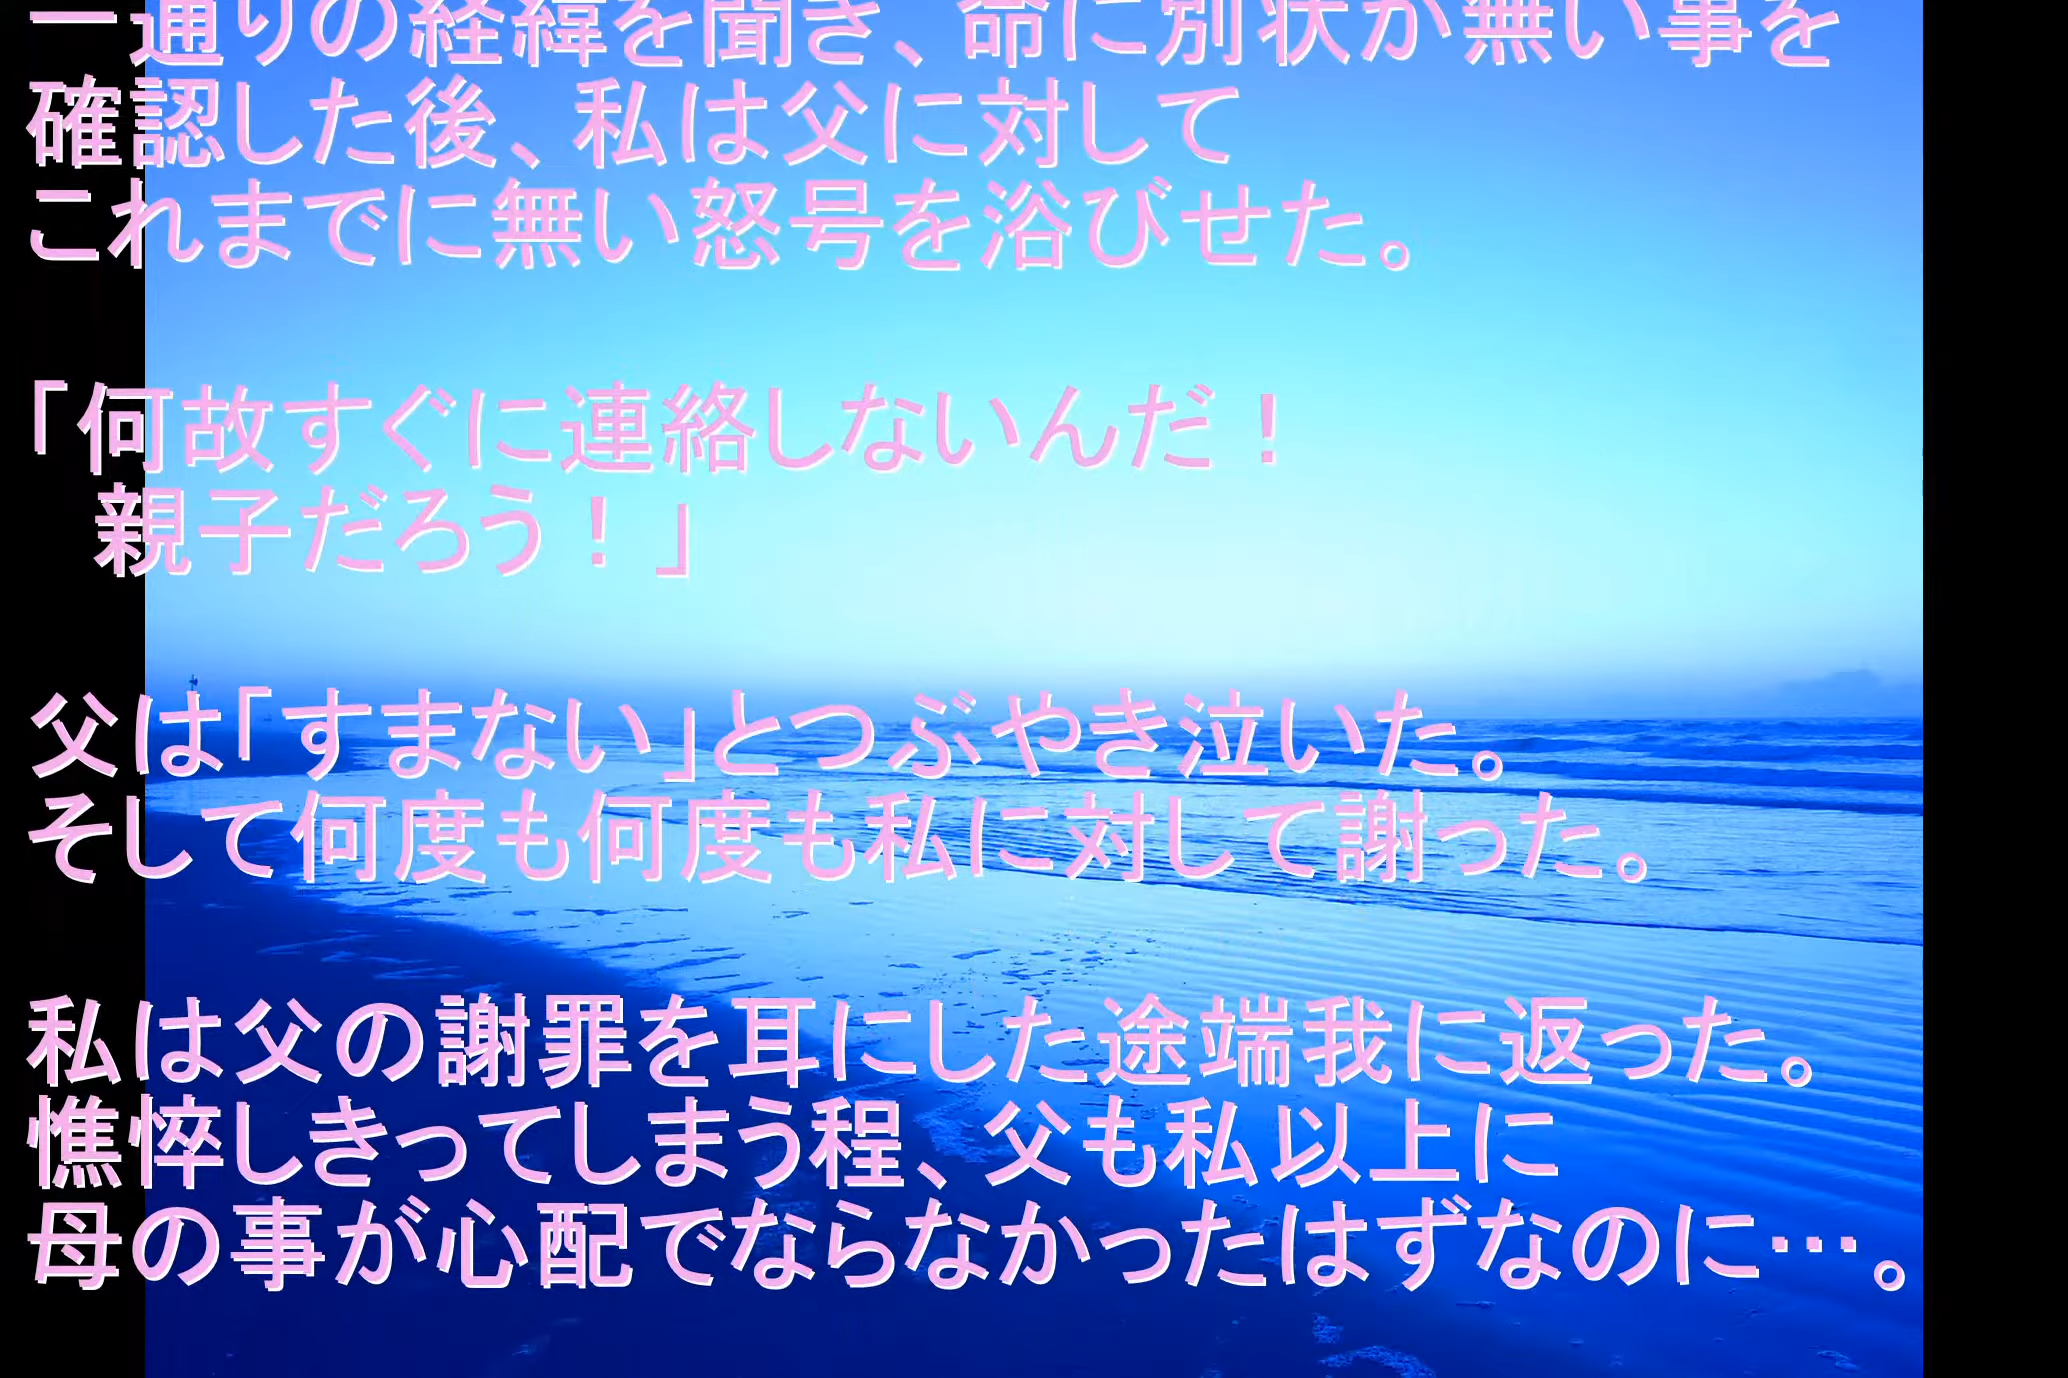 一通りの経緯を聞き、命に別状が無い事を
確認した後、私は父に対して
これまでに無い怒号を浴びせた。
「何故すぐに連絡しないんだ！
親子だろう！」
父は「すまない」とつぶやき泣いた。
そして何度も何度も私に対して謝った。
私は父の謝罪を耳にした途端我に返った。
憔悴しきってしまう程、父も私以上に
母の事が心配でならなかったはずなのに…。